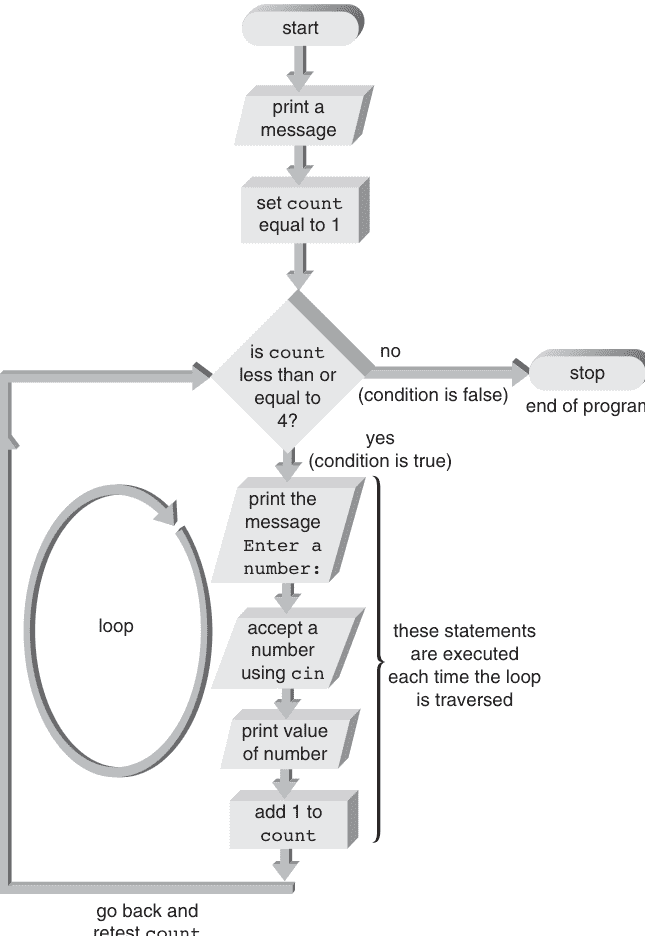 start
print a
message
set count
equal to 1
is count
less than or
equal to
4?
no
(condition is false)
stop
end of program
yes
(condition is true)
print the
message
Enter a
number:
accept a
number
using cin
print value
of number
add 1 to
count
these statements
are executed
each time the loop
is traversed
loop
go back and
retest count